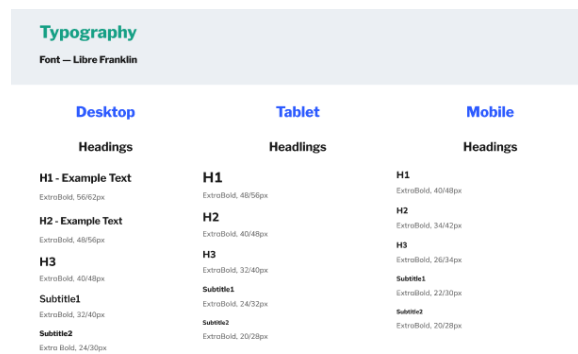 Typography
Font — Libre Franklin
Desktop
Headings
H1 - Example Text
ExtraBold, 56/62px
H2 - Example Text
ExtraBold, 48/56px
H3
ExtraBold, 40/48px
Subtitle1
ExtraBold, 32/40px
Subtitle2
Extra Bold, 24/30px
Tablet
Headlings
H1
ExtraBold, 48/56px
H2
ExtraBold, 40/48px
H3
ExtraBold, 32/40px
Subtitle1
ExtraBold, 24/32px
Subtitle2
ExtraBold, 20/28px
Mobile
Headings
H1
ExtraBold, 40/48px
H2
ExtraBold, 34/42px
H3
ExtraBold, 26/34px
Subtitle1
ExtraBold, 22/30px
Subtitle2
ExtraBold, 20/28px